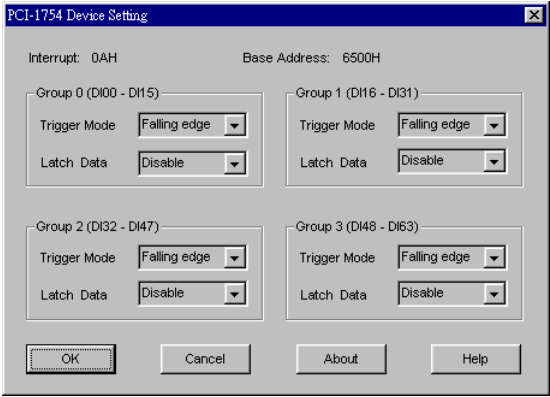 PCI-1754 Device Setting
Interrupt: 0AH Base Address: 6500H
Group 0 (DI00 - DI15) Group 1 (DI16 - DI31)
Trigger Mode Falling edge Trigger Mode Falling edge
Latch Data Disable Latch Data Disable
Group 2 (DI32 - DI47) Group 3 (DI48 - DI63)
Trigger Mode Falling edge Trigger Mode Falling edge
Latch Data Disable Latch Data Disable
OK Cancel About Help